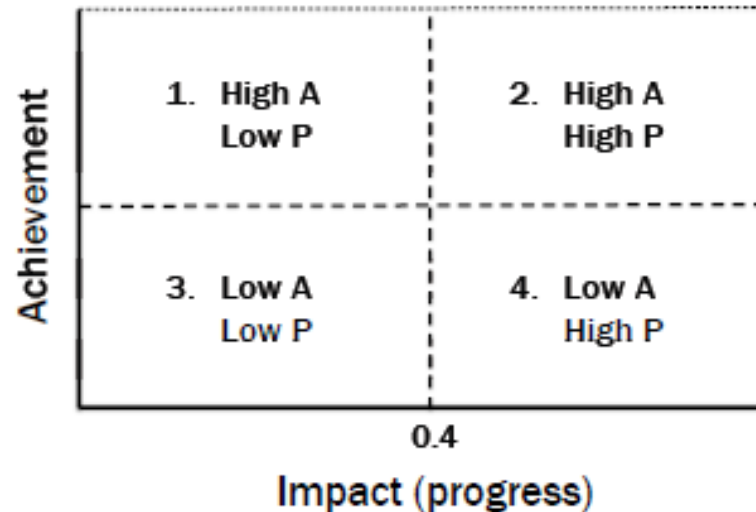 Achievement
1. High A
Low P
2. High A
High P
3. Low A
Low P
4. Low A
High P
0.4
Impact (progress)